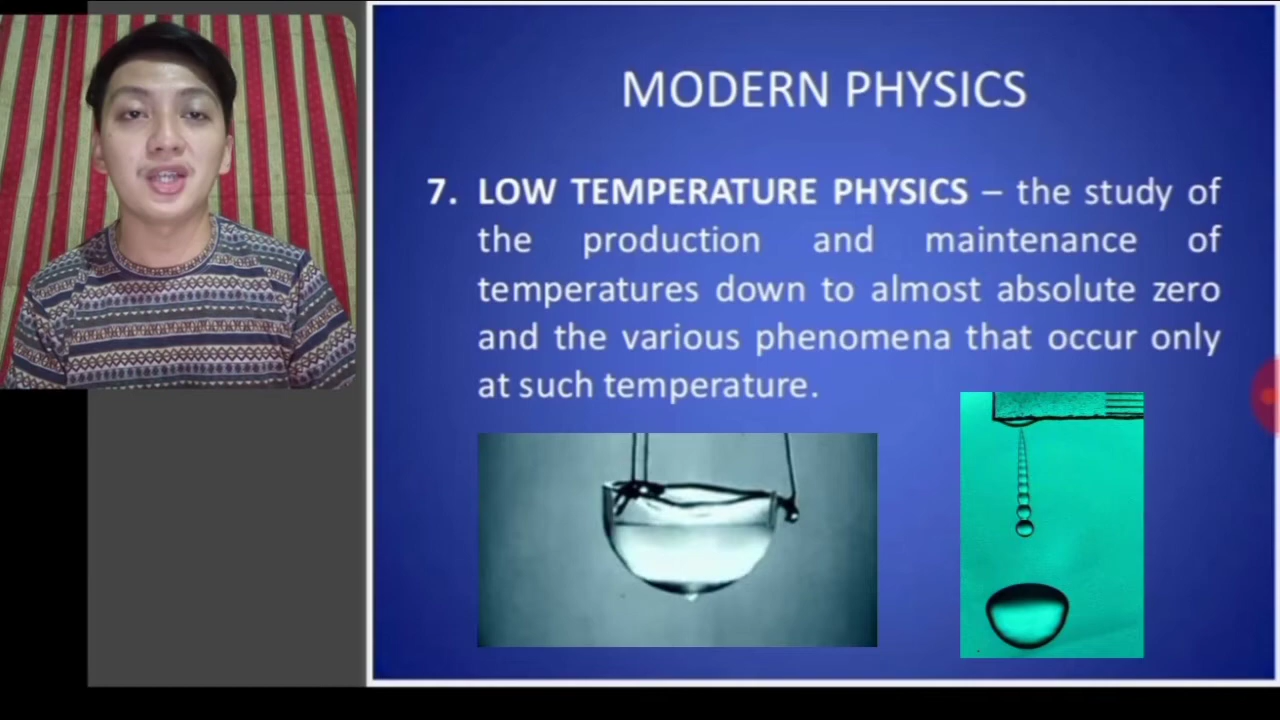 MODERN PHYSICS
7. LOW TEMPERATURE PHYSICS – the study of
the production and maintenance of
temperatures down to almost absolute zero
and the various phenomena that occur only
at such temperature.